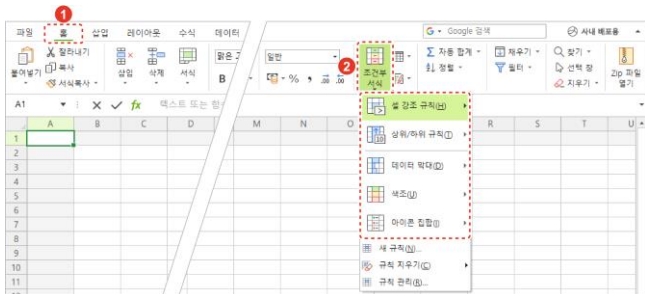 1
파일 홈 삽입 레이아웃 수식 데이터 G Google 검색 사내 배포용
붙여넣기 잘라내기 복사 서식복사 삽입 삭제 서식 맑은 고
B
일반
% ,
2
조건부 서식
Σ 자동 합계 채우기 찾기
정렬 필터 선택 창
지우기
Zip 파일 열기
A1 fx 텍스트 또는
A B C D M N O R S T U
셀 강조 규칙(H)
상위/하위 규칙(T)
데이터 막대(D)
색조(U)
아이콘 집합(I)
새 규칙(N)...
규칙 지우기(C)
규칙 관리(R)...
1
2
3
4
5
6
7
8
9
10
11